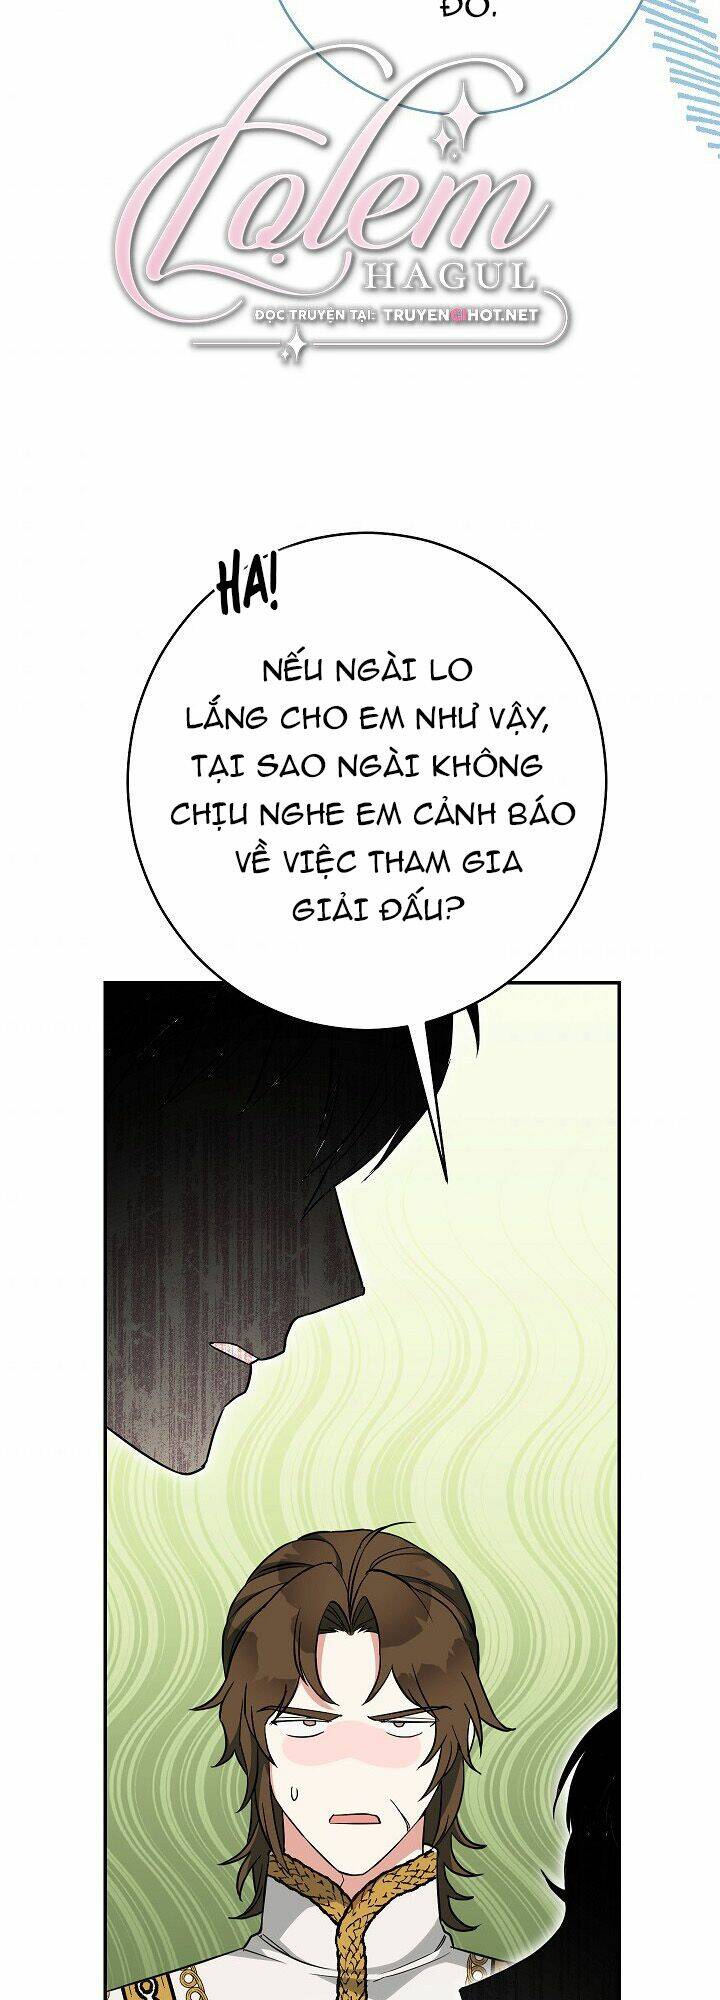 ĐÓ.
Lọlem
HAGUL
ĐỌC TRUYỆN TẠI: TRUYENGIHOT.NET
HA!
NẾU NGÀI LO
LẮNG CHO EM NHƯ VẬY,
TẠI SAO NGÀI KHÔNG
CHỊU NGHE EM CẢNH BÁO
VỀ VIỆC THAM GIA
GIẢI ĐẤU?